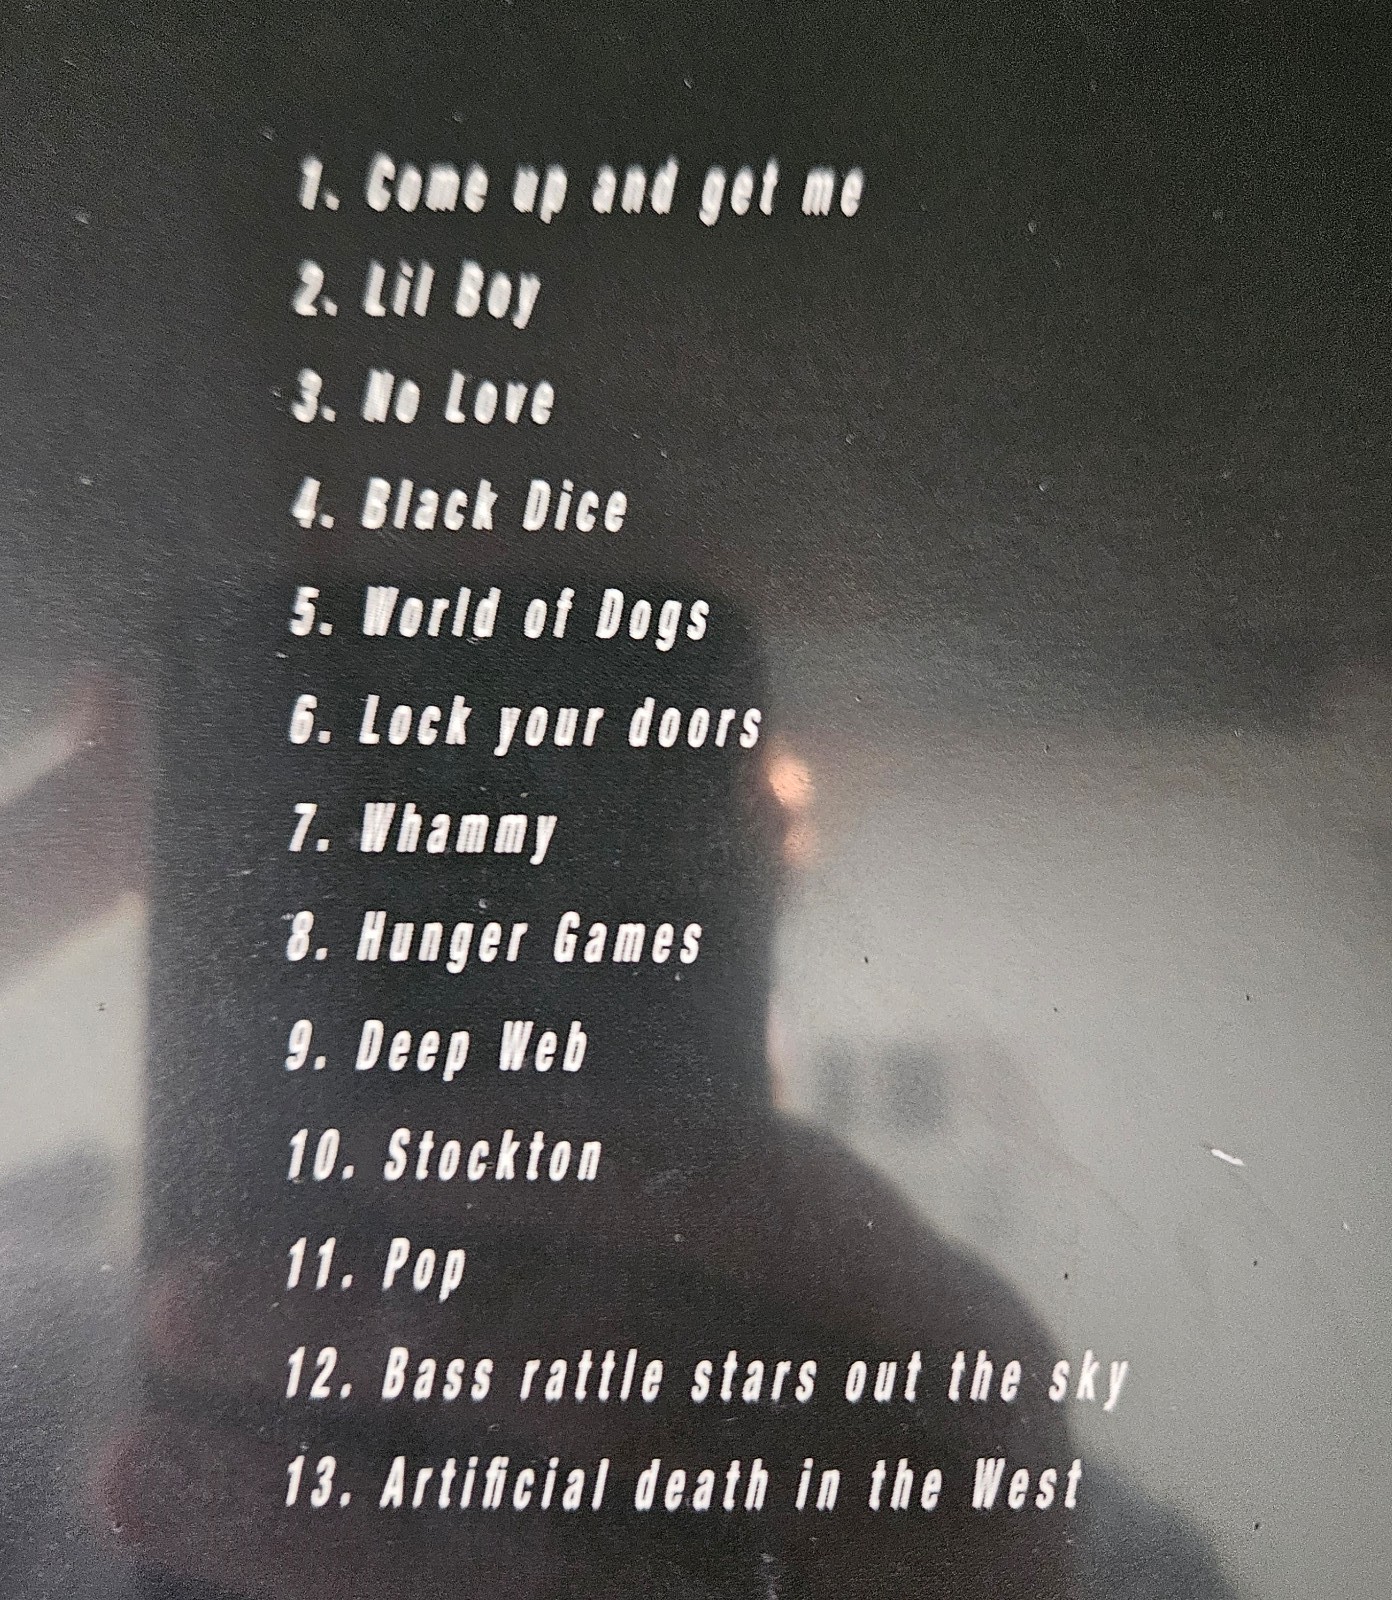 1. Come up and get me
2. Lil Boy
3. No Love
4. Black Dice
5. World of Dogs
6. Lock your doors
7. Whammy
8. Hunger Games
9. Deep Web
10. Stockton
11. Pop
12. Bass rattle stars out the sky
13. Artificial death in the West